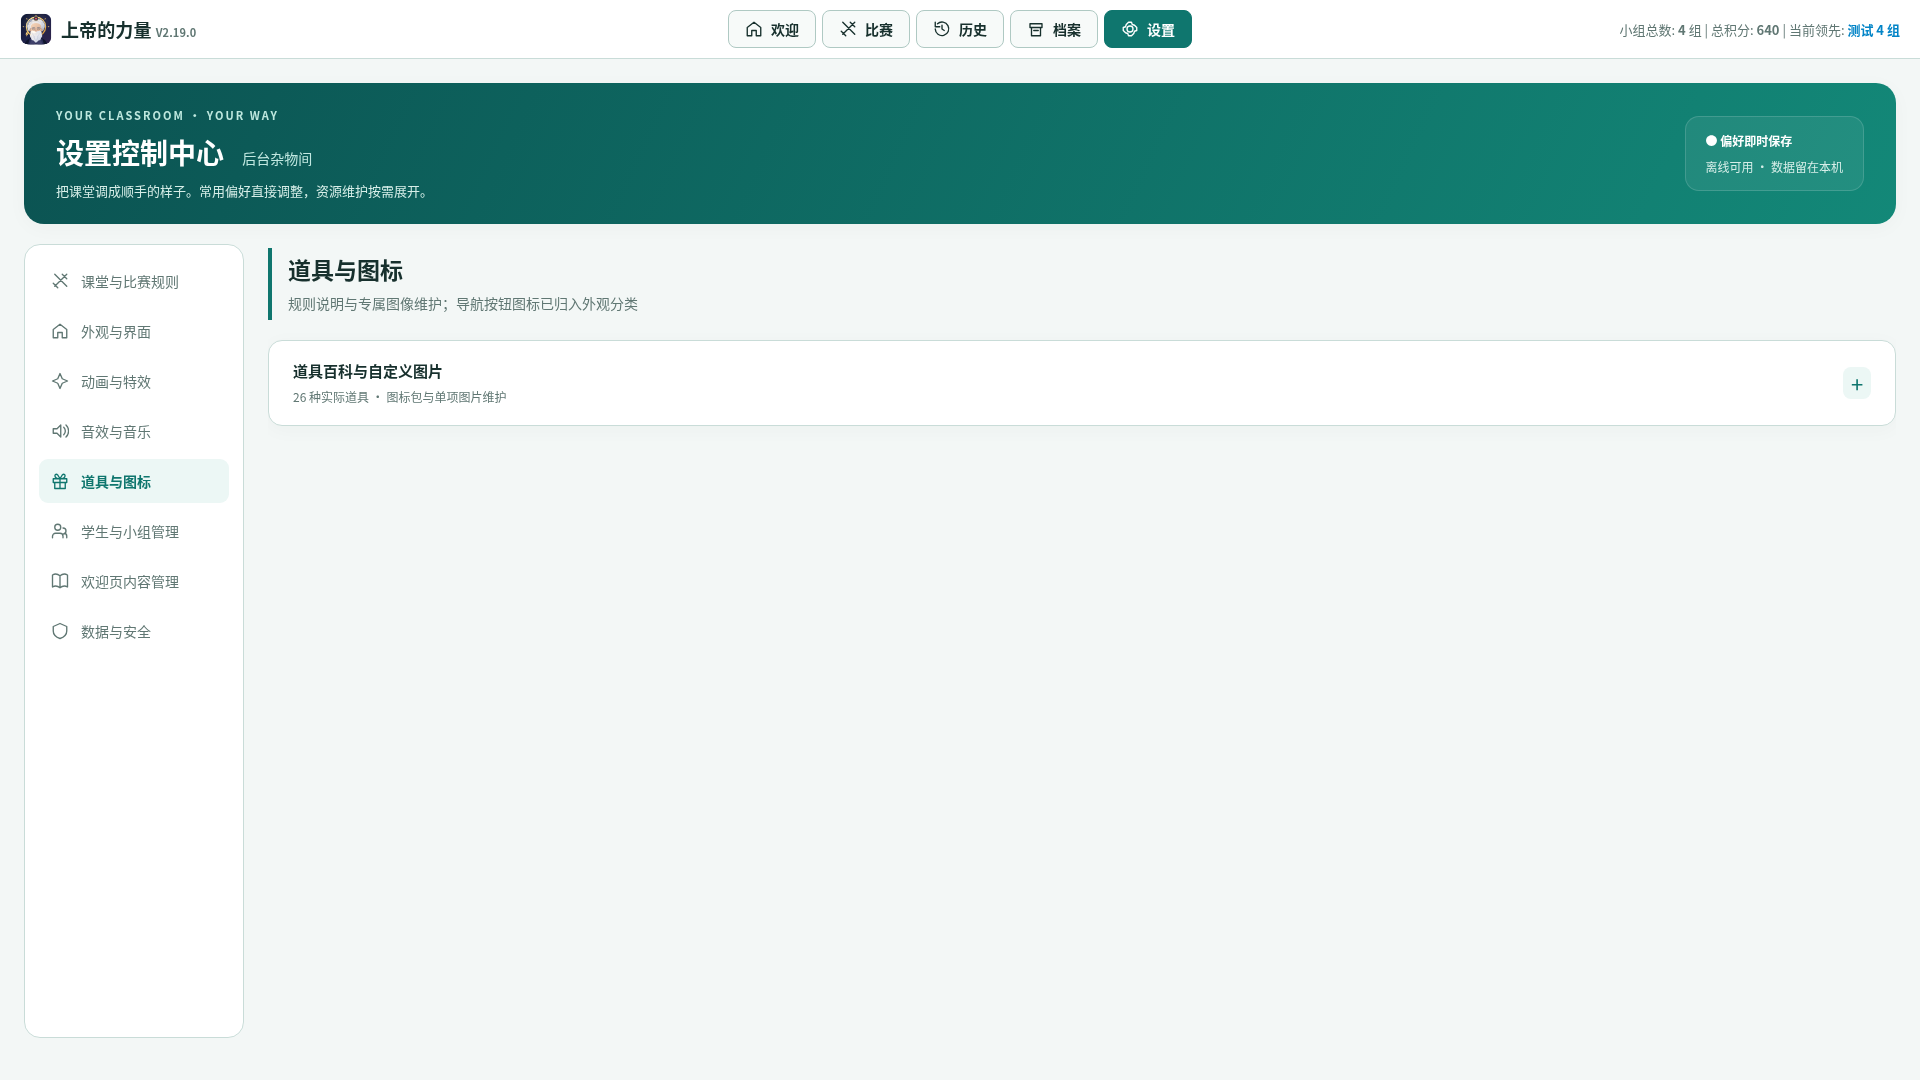 上帝的力量 V2.19.0
欢迎
比赛
历史
档案
设置
小组总数: 4 组 | 总积分: 640 | 当前领先: 测试 4 组
YOUR CLASSROOM · YOUR WAY
设置控制中心 后台杂物间
把课堂调成顺手的样子。常用偏好直接调整，资源维护按需展开。
偏好即时保存
离线可用 · 数据留在本机
课堂与比赛规则
外观与界面
动画与特效
音效与音乐
道具与图标
学生与小组管理
欢迎页内容管理
数据与安全
道具与图标
规则说明与专属图像维护；导航按钮图标已归入外观分类
道具百科与自定义图片
26 种实际道具 · 图标包与单项图片维护
+